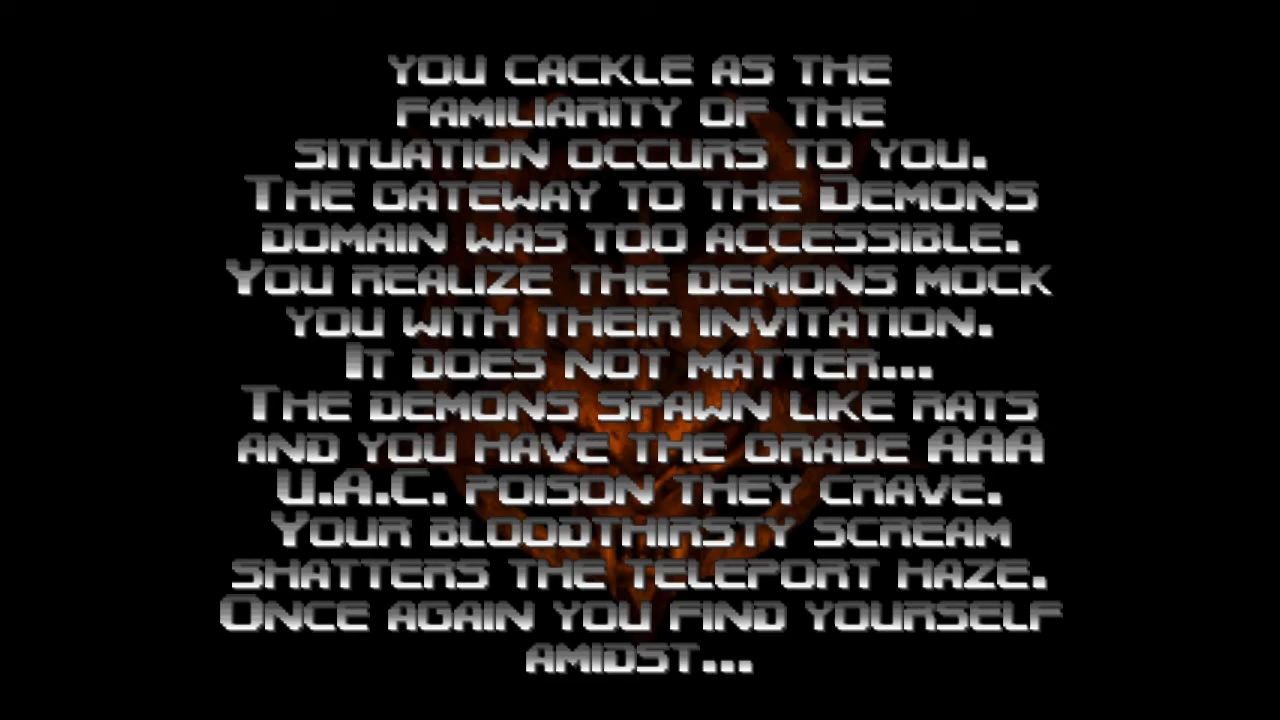 you cackle as the
familiarity of the
situation occurs to you.
The gateway to the Demons
domain was too accessible.
You realize the demons mock
you with their invitation.
It does not matter...
The demons spawn like rats
and you have the grade AAA
U.A.C. poison they crave.
Your bloodthirsty scream
shatters the teleport haze.
Once again you find yourself
amidst...